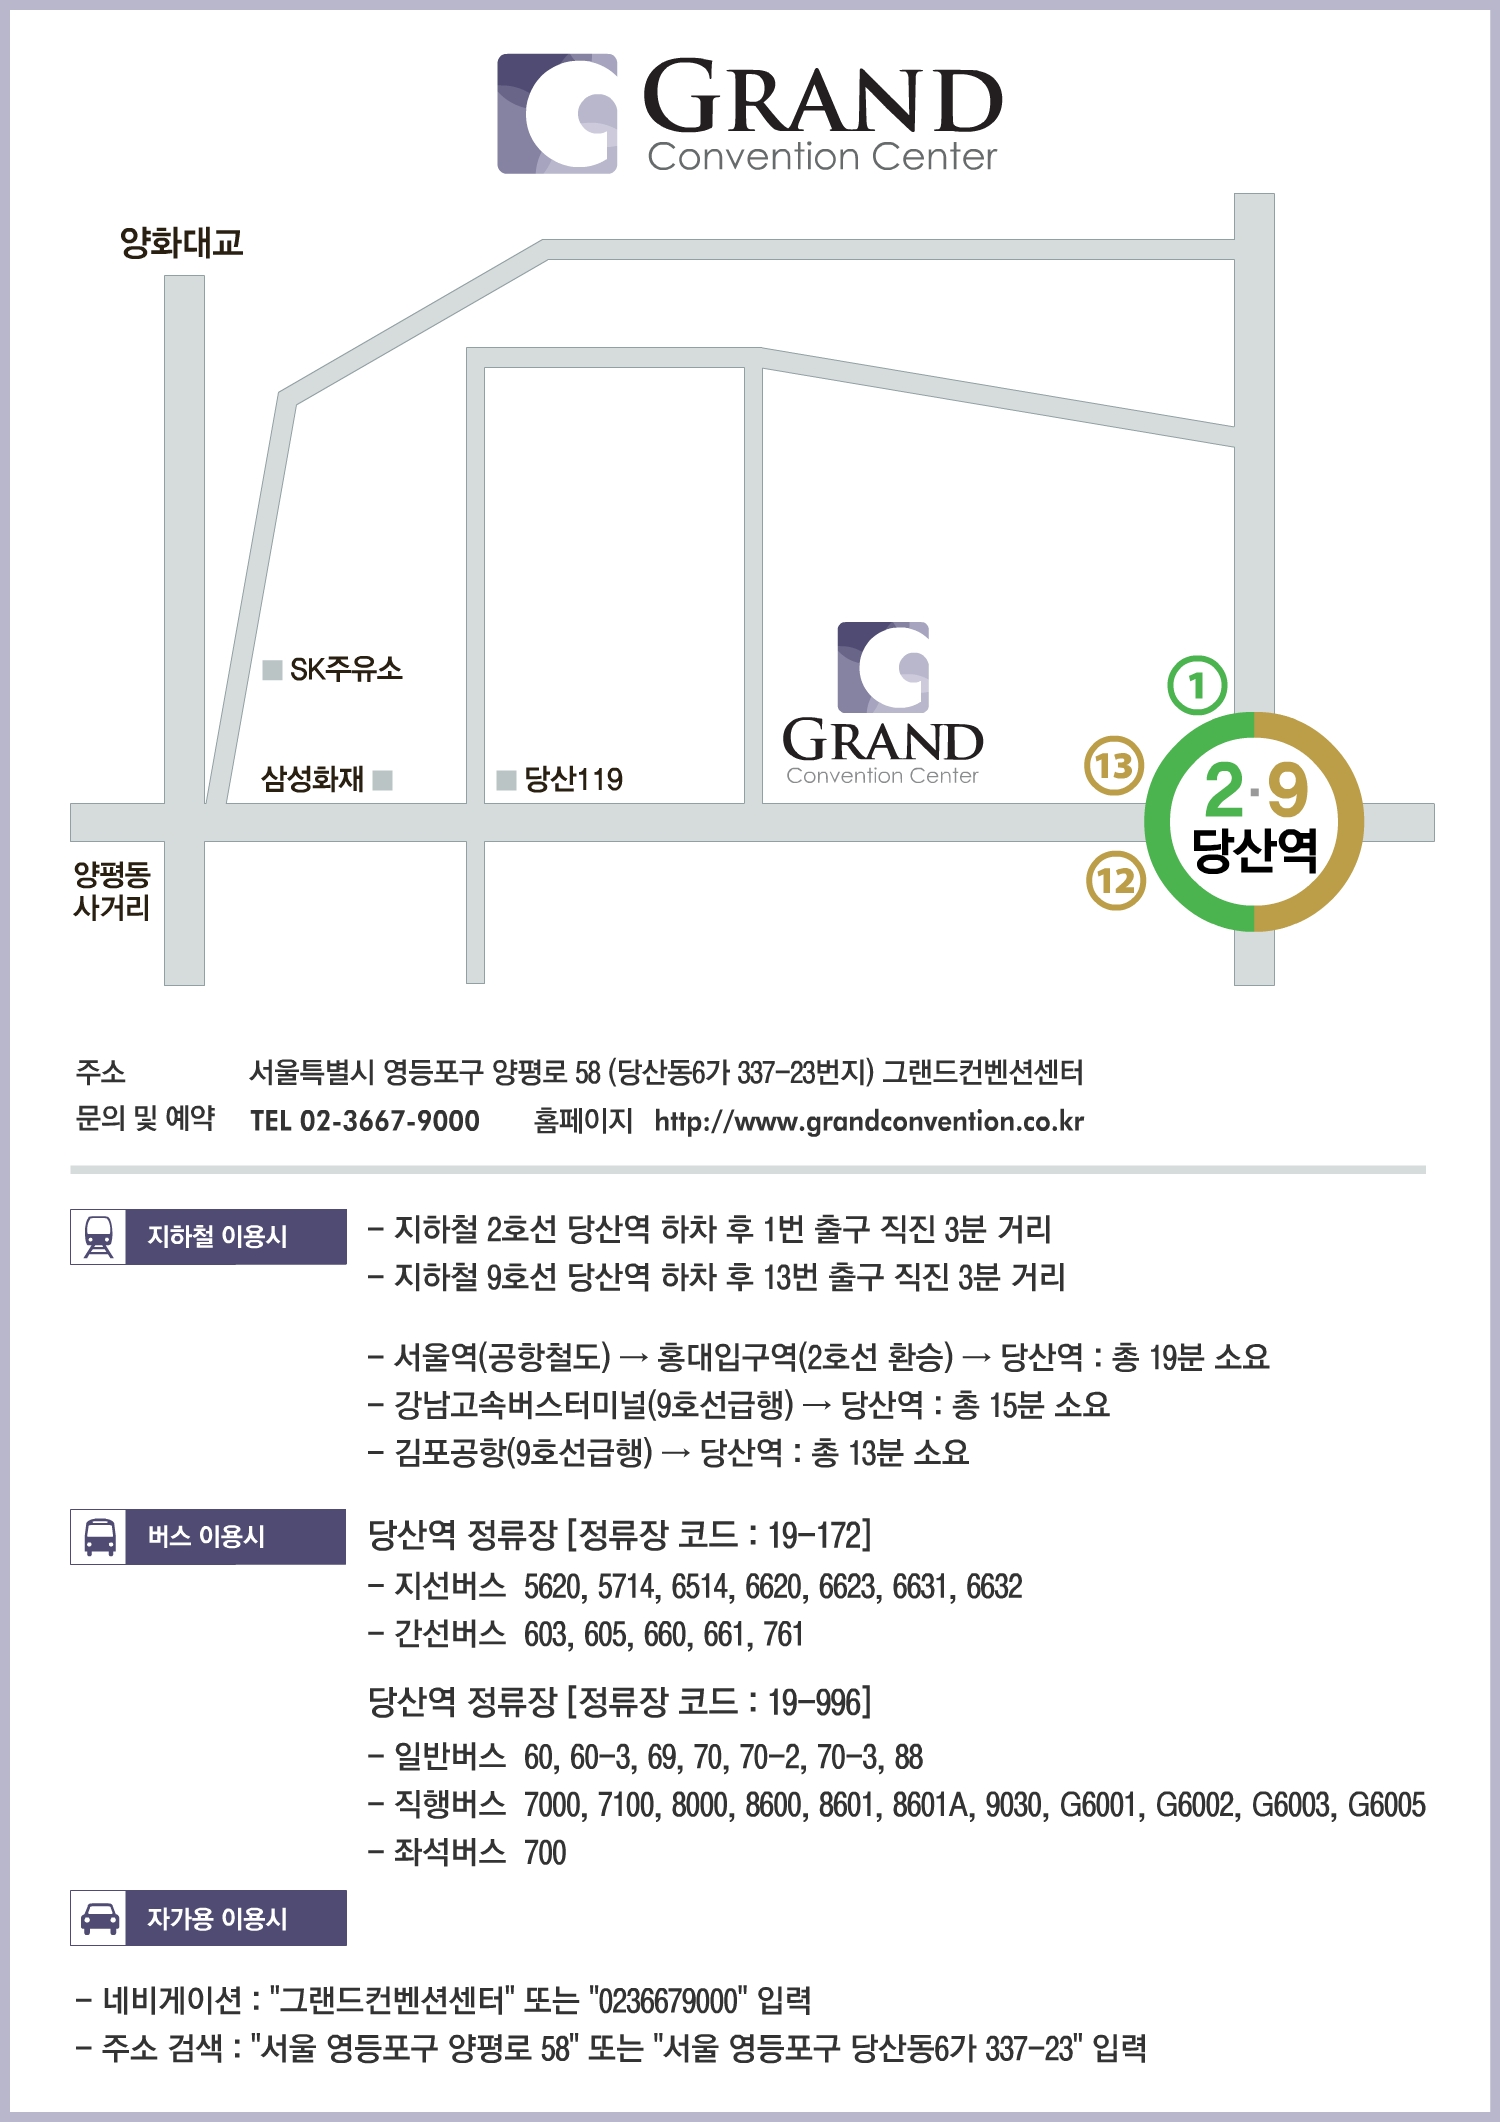 GRAND
Convention Center
양화대교
SK주유소
삼성화재
당산119
GRAND
Convention Center
1
13
2·9
당산역
12
양평동
사거리
주소 서울특별시 영등포구 양평로 58 (당산동6가 337-23번지) 그랜드컨벤션센터
문의 및 예약 TEL 02-3667-9000 홈페이지 http://www.grandconvention.co.kr
지하철 이용시
- 지하철 2호선 당산역 하차 후 1번 출구 직진 3분 거리
- 지하철 9호선 당산역 하차 후 13번 출구 직진 3분 거리
- 서울역(공항철도) → 홍대입구역(2호선 환승) → 당산역 : 총 19분 소요
- 강남고속버스터미널(9호선급행) → 당산역 : 총 15분 소요
- 김포공항(9호선급행) → 당산역 : 총 13분 소요
버스 이용시
당산역 정류장 [정류장 코드 : 19-172]
- 지선버스 5620, 5714, 6514, 6620, 6623, 6631, 6632
- 간선버스 603, 605, 660, 661, 761
당산역 정류장 [정류장 코드 : 19-996]
- 일반버스 60, 60-3, 69, 70, 70-2, 70-3, 88
- 직행버스 7000, 7100, 8000, 8600, 8601, 8601A, 9030, G6001, G6002, G6003, G6005
- 좌석버스 700
자가용 이용시
- 네비게이션 : "그랜드컨벤션센터" 또는 "0236679000" 입력
- 주소 검색 : "서울 영등포구 양평로 58" 또는 "서울 영등포구 당산동6가 337-23" 입력